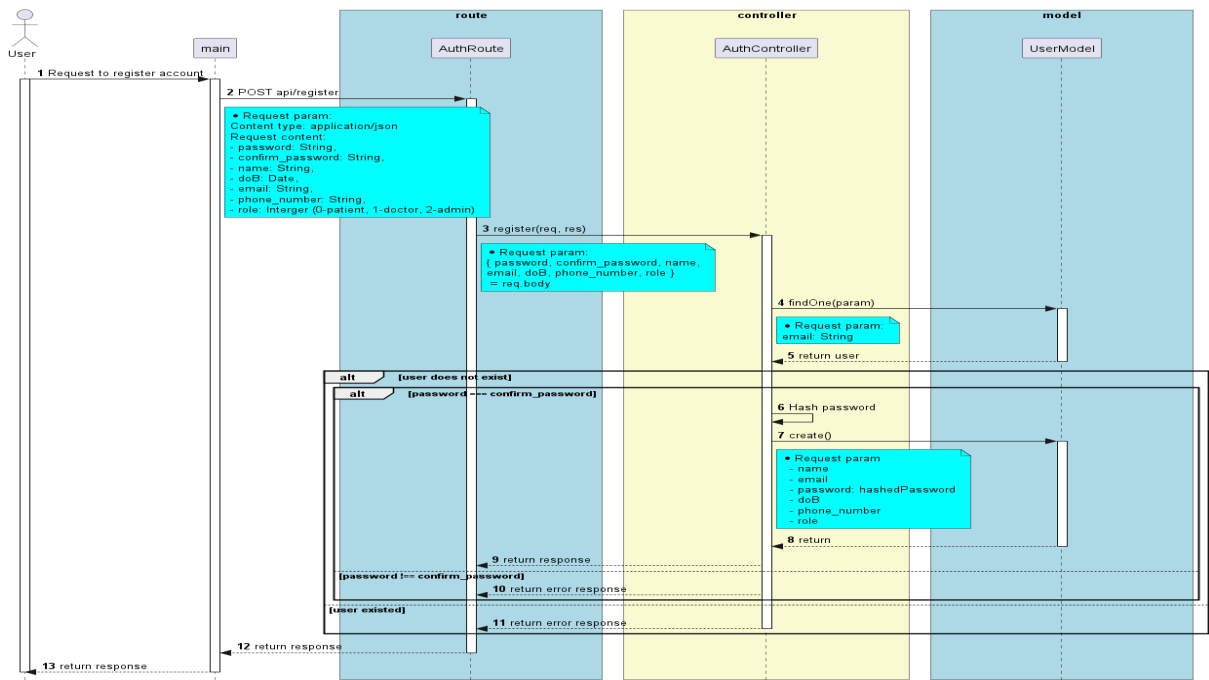 route
controller
model
User
main
AuthRoute
AuthController
UserModel
1 Request to register account
2 POST api/register
• Request param:
Content type: application/json
Request content:
- password: String,
- confirm_password: String,
- name: String,
- doB: Date,
- email: String,
- phone_number: String,
- role: Interger (0-patient, 1-doctor, 2-admin)
3 register(req, res)
• Request param:
{ password, confirm_password, name,
email, doB, phone_number, role }
= req.body
4 findOne(param)
• Request param:
email: String
5 return user
alt [user does not exist]
alt [password === confirm_password]
6 Hash password
7 create()
• Request param
- name
- email
- password: hashedPassword
- doB
- phone_number
- role
8 return
9 return response
[password !== confirm_password]
10 return error response
[user existed]
11 return error response
12 return response
13 return response